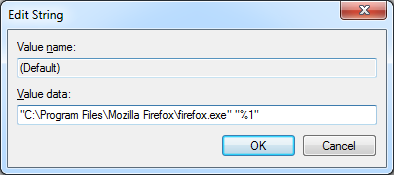 Edit String
Value name:
(Default)
Value data:
"C:\Program Files\Mozilla Firefox\firefox.exe" "%1"
OK
Cancel